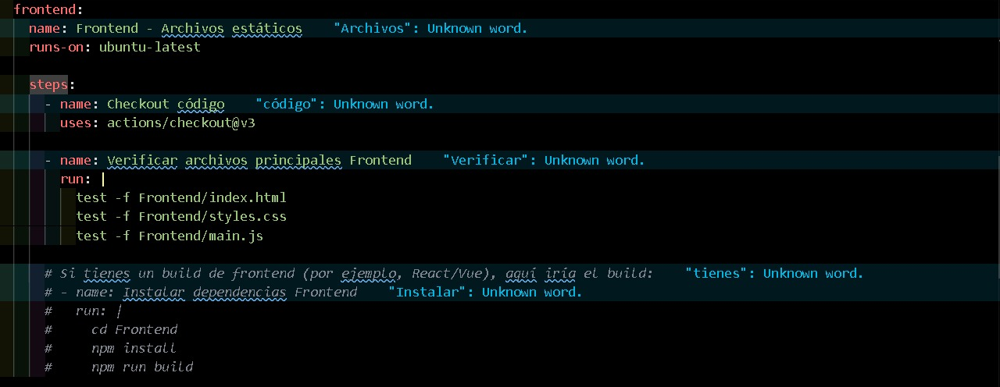 frontend:
name: Frontend - Archivos estáticos "Archivos": Unknown word.
runs-on: ubuntu-latest
steps:
- name: Checkout código "código": Unknown word.
uses: actions/checkout@v3
- name: Verificar archivos principales Frontend "Verificar": Unknown word.
run: |
test -f Frontend/index.html
test -f Frontend/styles.css
test -f Frontend/main.js
# Si tienes un build de frontend (por ejemplo, React/Vue), aquí iría el build: "tienes": Unknown word.
# - name: Instalar dependencias Frontend "Instalar": Unknown word.
# run: |
# cd Frontend
# npm install
# npm run build